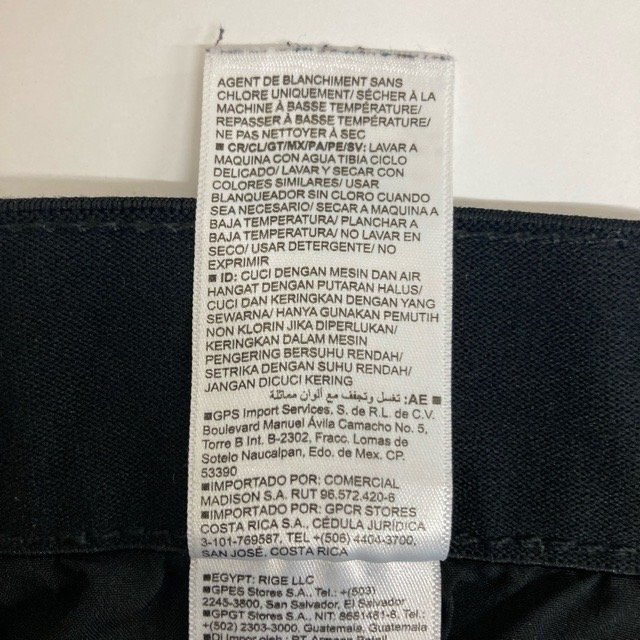 AGENT DE BLANCHIMENT SANS
CHLORE UNIQUEMENT/ SÉCHER À LA
MACHINE À BASSE TEMPÉRATURE/
REPASSER À BASSE TEMPÉRATURE/
NE PAS NETTOYER À SEC
■ CR/CL/GT/MX/PA/PE/SV: LAVAR A
MAQUINA CON AGUA TIBIA CICLO
DELICADO/ LAVAR Y SECAR CON
COLORES SIMILARES/ USAR
BLANQUEADOR SIN CLORO CUANDO
SEA NECESARIO/ SECAR A MAQUINA A
BAJA TEMPERATURA/ PLANCHAR A
BAJA TEMPERATURA/ NO LAVAR EN
SECO/ USAR DETERGENTE/ NO
EXPRIMIR
■ ID: CUCI DENGAN MESIN DAN AIR
HANGAT DENGAN PUTARAN HALUS/
CUCI DAN KERINGKAN DENGAN YANG
SEWARNA/ HANYA GUNAKAN PEMUTIH
NON KLORIN JIKA DIPERLUKAN/
KERINGKAN DALAM MESIN
PENGERING BERSUHU RENDAH/
SETRIKA DENGAN SUHU RENDAH/
JANGAN DICUCI KERING
■ AE: تغسل وتجفف مع ألوان مماثلة
■GPS Import Services, S. de R.L. de C.V.
Boulevard Manuel Ávila Camacho No. 5,
Torre B Int. B-2302, Fracc. Lomas de
Sotelo Naucalpan, Edo. de Mex. CP.
53390
■IMPORTADO POR: COMERCIAL
MADISON S.A. RUT 96.572.420-6
■IMPORTADO POR: GPCR STORES
COSTA RICA S.A., CÉDULA JURÍDICA
3-101-769587, TEL +(506) 4404-3700,
SAN JOSÉ, COSTA RICA
■EGYPT: RIGE LLC
■GPES Stores S.A., Tel.- +(503)
2245-3800, San Salvador, El Salvador
■GPGT Stores S.A., NIT: 8681481-8, Tel.-
+(502) 2303-3000, Guatemala, Guatemala
■Di Impor oleh : PT